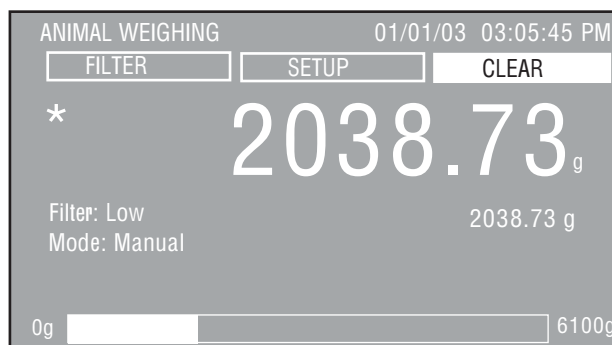 ANIMAL WEIGHING 01/01/03 03:05:45 PM
FILTER SETUP CLEAR
* 2038.73 g
Filter: Low 2038.73 g
Mode: Manual
0g 6100g